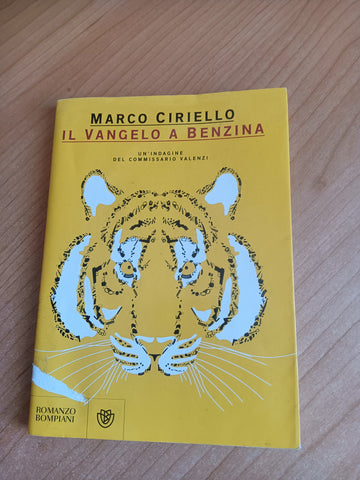 MARCO CIRIELLO
IL VANGELO A BENZINA
UN'INDAGINE
DEL COMMISSARIO VALENZI
ROMANZO
BOMPIANI